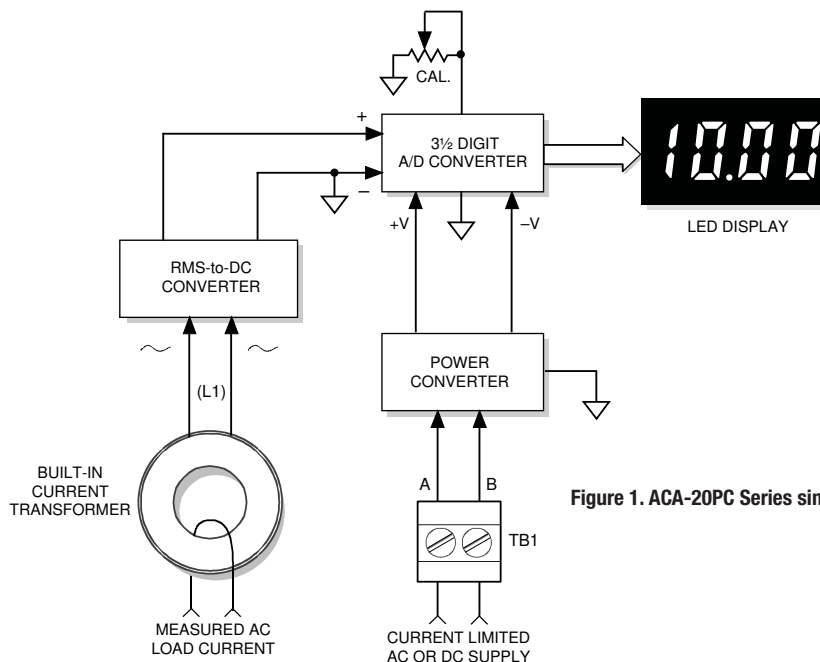 CAL.
+
–
3½ DIGIT
A/D CONVERTER
10.00
LED DISPLAY
+V
–V
RMS-to-DC
CONVERTER
POWER
CONVERTER
(L1)
A
B
BUILT-IN
CURRENT
TRANSFORMER
TB1
Figure 1. ACA-20PC Series
MEASURED AC
LOAD CURRENT
CURRENT LIMITED
AC OR DC SUPPLY